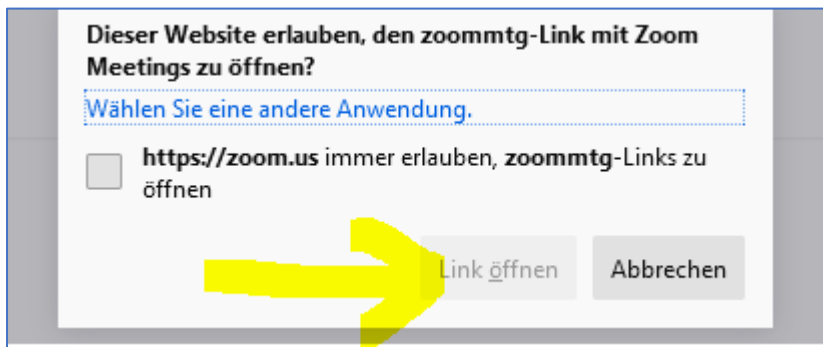 Dieser Website erlauben, den zoommtg-Link mit Zoom
Meetings zu öffnen?
Wählen Sie eine andere Anwendung.
https://zoom.us immer erlauben, zoommtg-Links zu
öffnen
Link öffnen Abbrechen